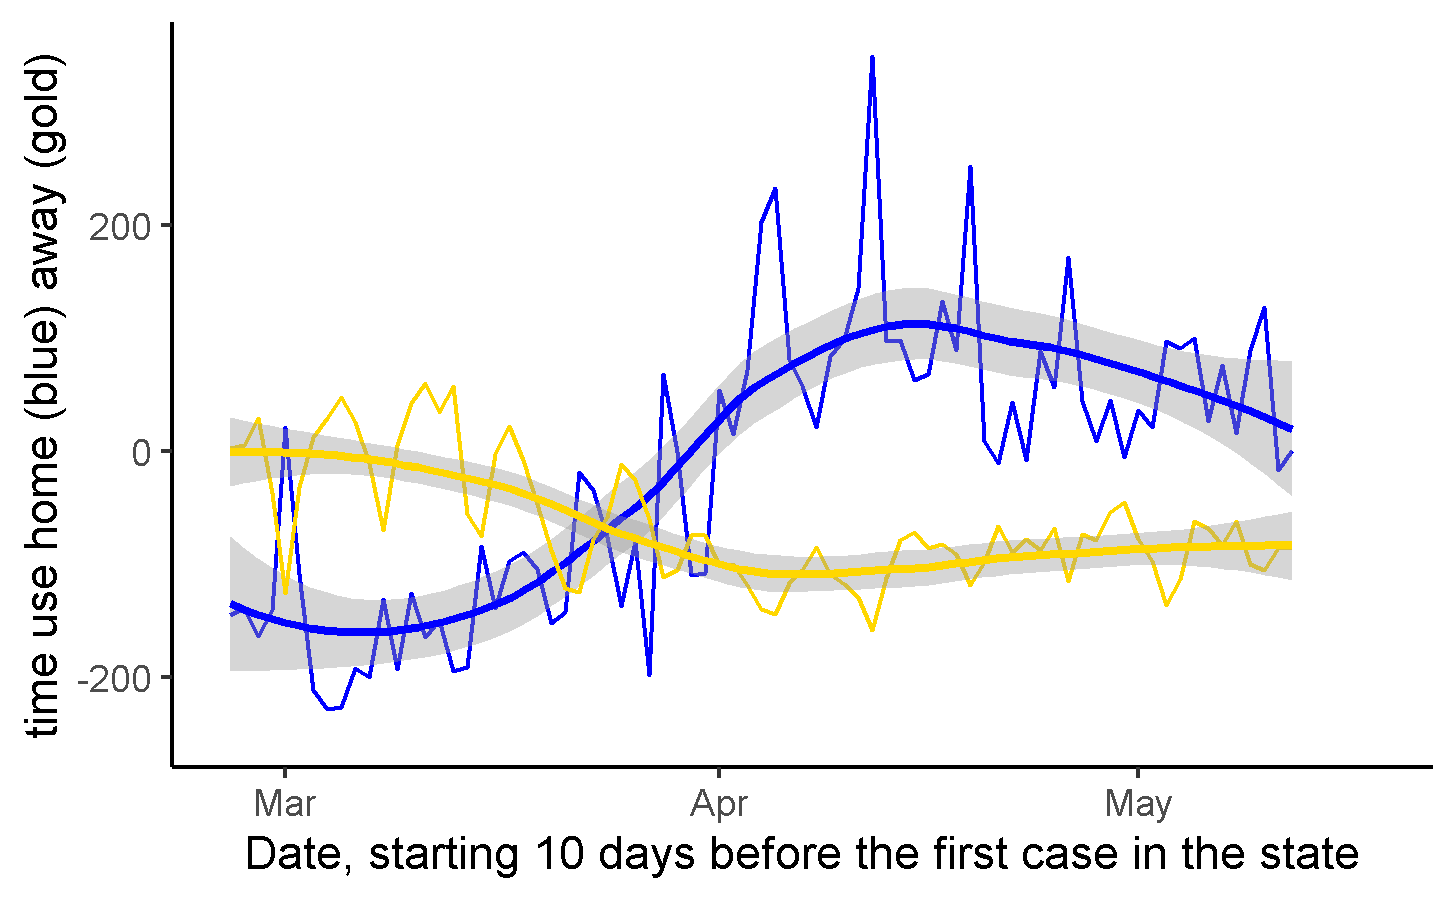 time use home (blue) away (gold)
200
0
-200
Mar Apr May
Date, starting 10 days before the first case in the state